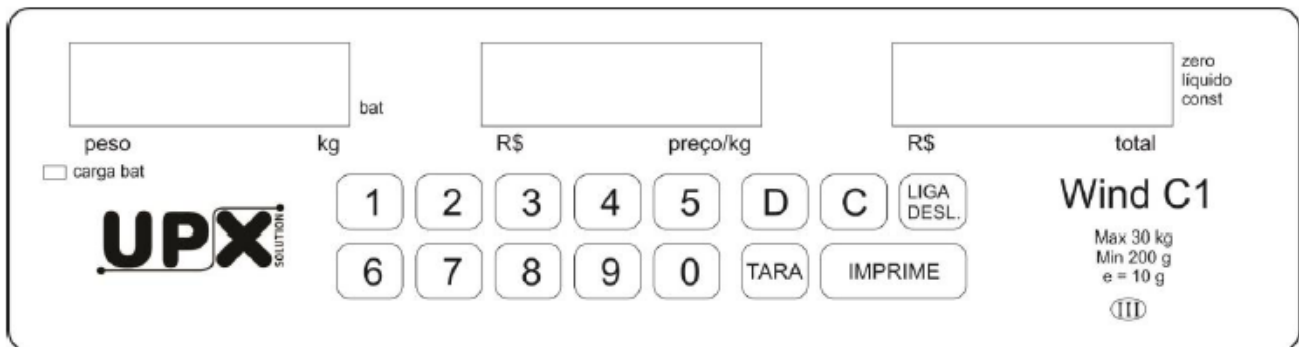 bat
zero
líquido
const
peso kg
R$ preço/kg
R$ total
carga bat
UPX
SOLUTION
1 2 3 4 5 D C LIGA DESL.
6 7 8 9 0 TARA IMPRIME
Wind C1
Max 30 kg
Min 200 g
e = 10 g
III